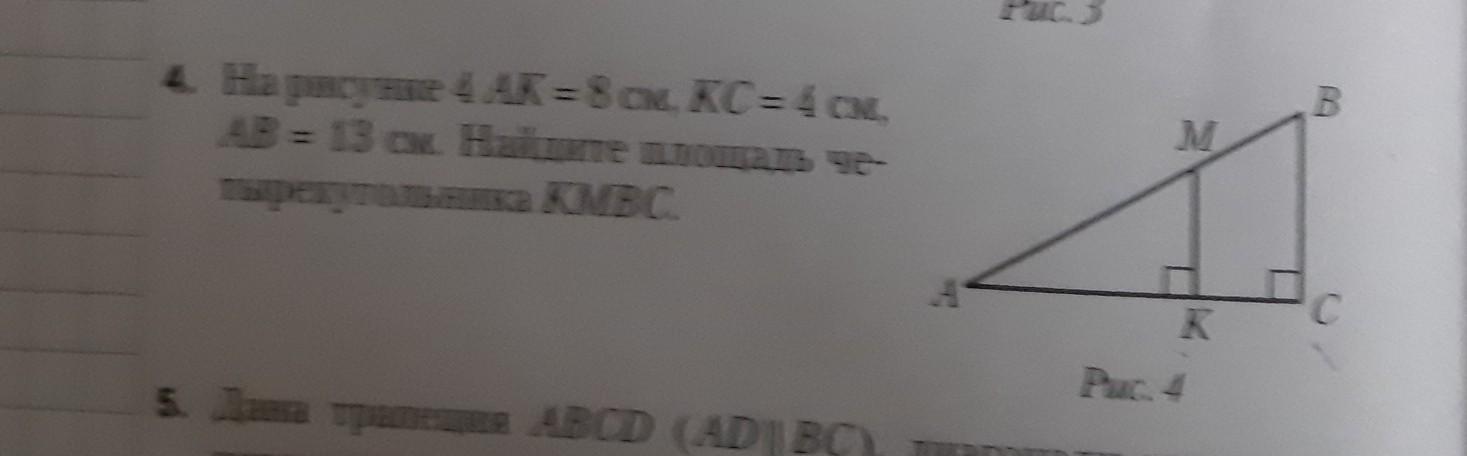 Рис. 3
4. На рисунке 4 AK = 8 см, KC = 4 см,
AB = 13 см. Найдите площадь че-
тырехугольника KMBC.
B
M
A
K
C
Рис. 4
5. Дана трапеция ABCD (AD||BC),